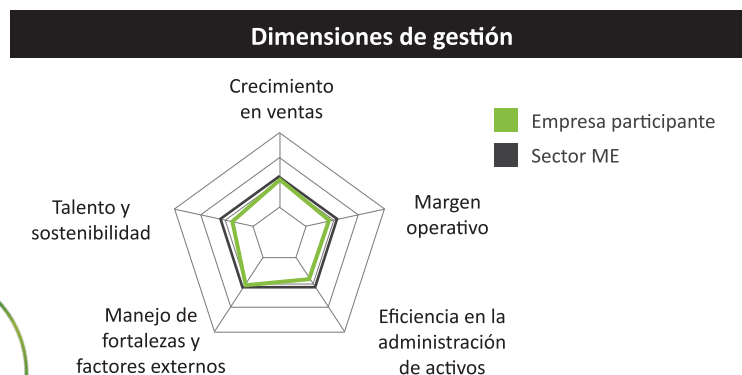 Dimensiones de gestión
Crecimiento
en ventas
Empresa participante
Sector ME
Margen
operativo
Talento y
sostenibilidad
Manejo de
fortalezas y
factores externos
Eficiencia en la
administración
de activos